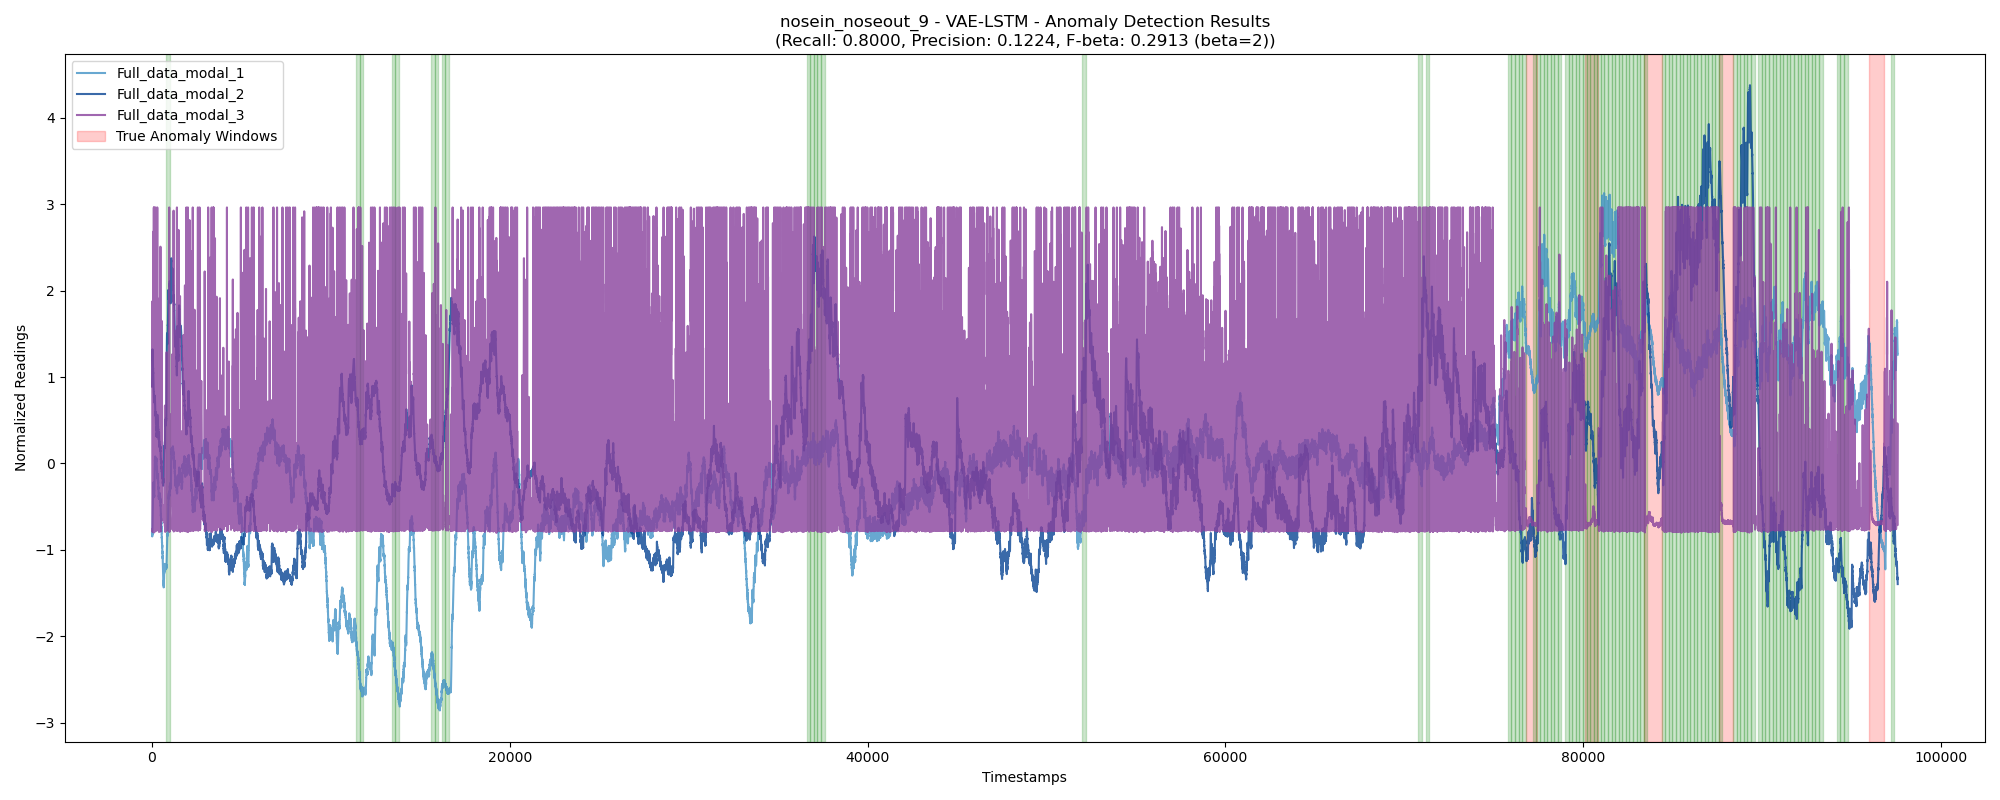 nosein_noseout_9 - VAE-LSTM - Anomaly Detection Results
(Recall: 0.8000, Precision: 0.1224, F-beta: 0.2913 (beta=2))
Full_data_modal_1
Full_data_modal_2
Full_data_modal_3
True Anomaly Windows
Normalized Readings
4
3
2
1
0
−1
−2
−3
0
20000
40000
60000
80000
100000
Timestamps